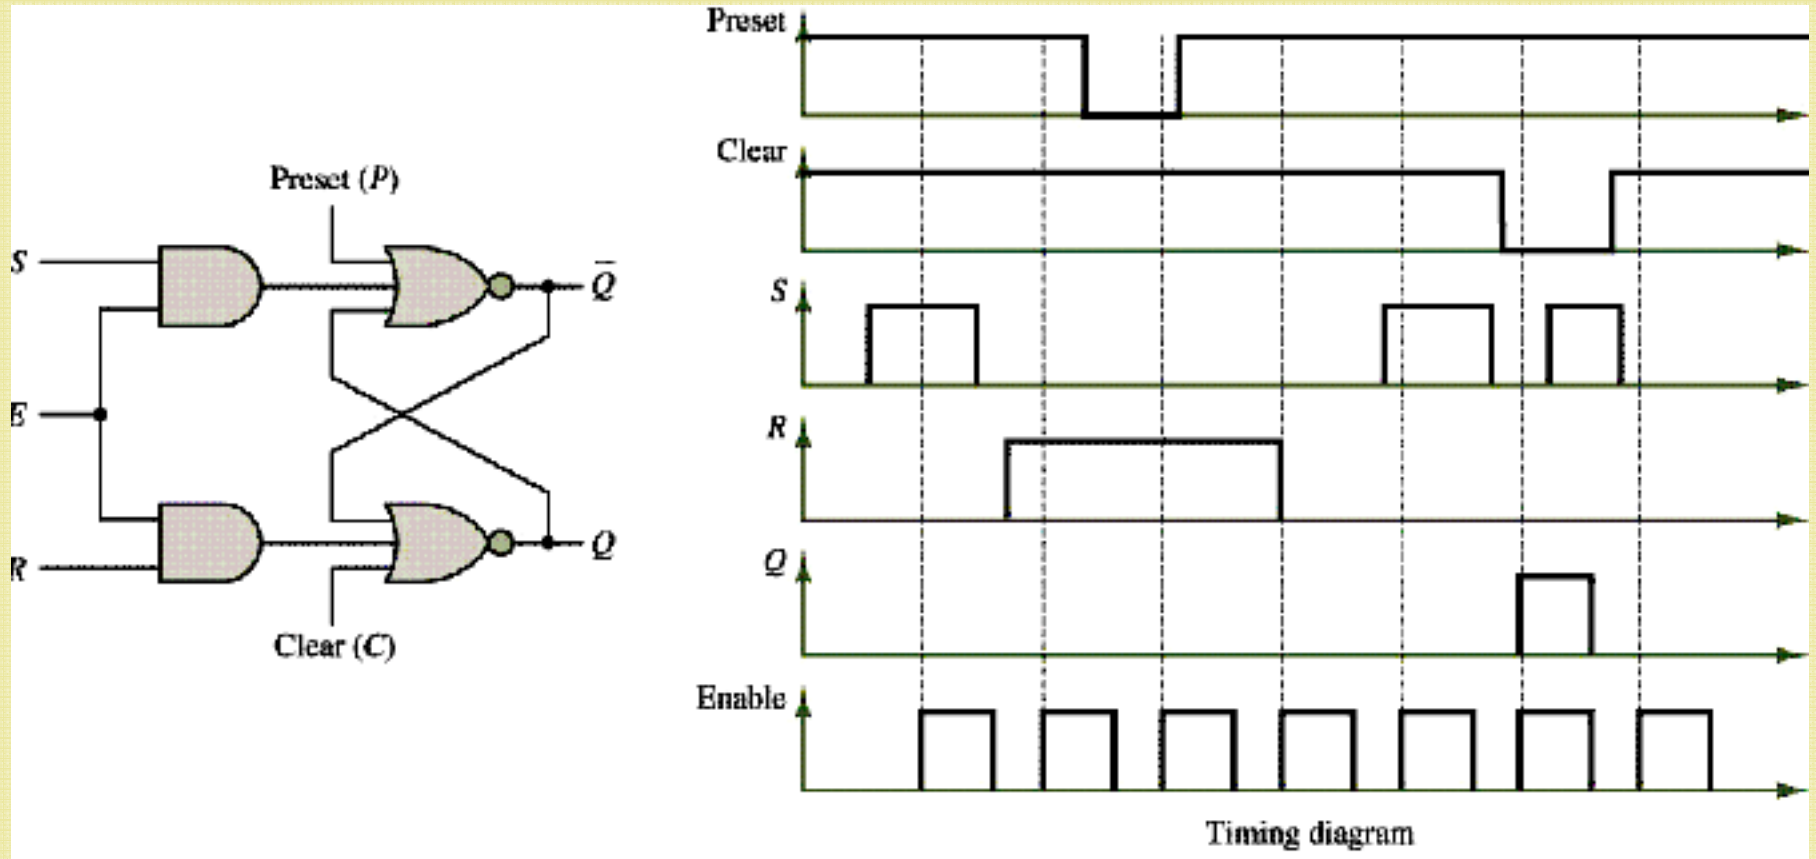 Preset (P)
S
Q̅
E
Q
R
Clear (C)
Preset
Clear
S
R
Q
Enable
Timing diagram